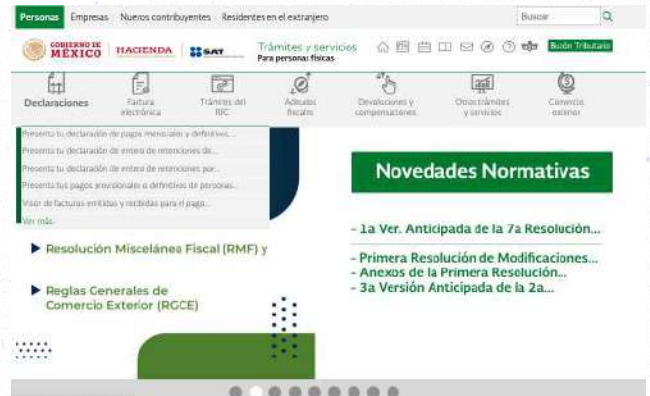 Personas Empresas Nuevos contribuyentes Residentes en el extranjero Buscar
GOBIERNO DE MÉXICO HACIENDA SAT Trámites y servicios Buzón Tributario
Para personas físicas
Declaraciones
Factura electrónica
Trámites del RFC
Adeudos fiscales
Devoluciones y compensaciones
Otros trámites y servicios
Comercio exterior
Presenta tu declaración de pagos mensuales y definitivos...
Presenta tu declaración de entero de retenciones de...
Presenta tu declaración de entero de retenciones por...
Presenta tus pagos provisionales o definitivos de personas...
Visor de facturas emitidas y recibidas para el pago...
Ver más
Resolución Miscelánea Fiscal (RMF) y
Reglas Generales de
Comercio Exterior (RGCE)
Novedades Normativas
- 1a Ver. Anticipada de la 7a Resolución...
- Primera Resolución de Modificaciones...
- Anexos de la Primera Resolución...
- 3a Versión Anticipada de la 2a...